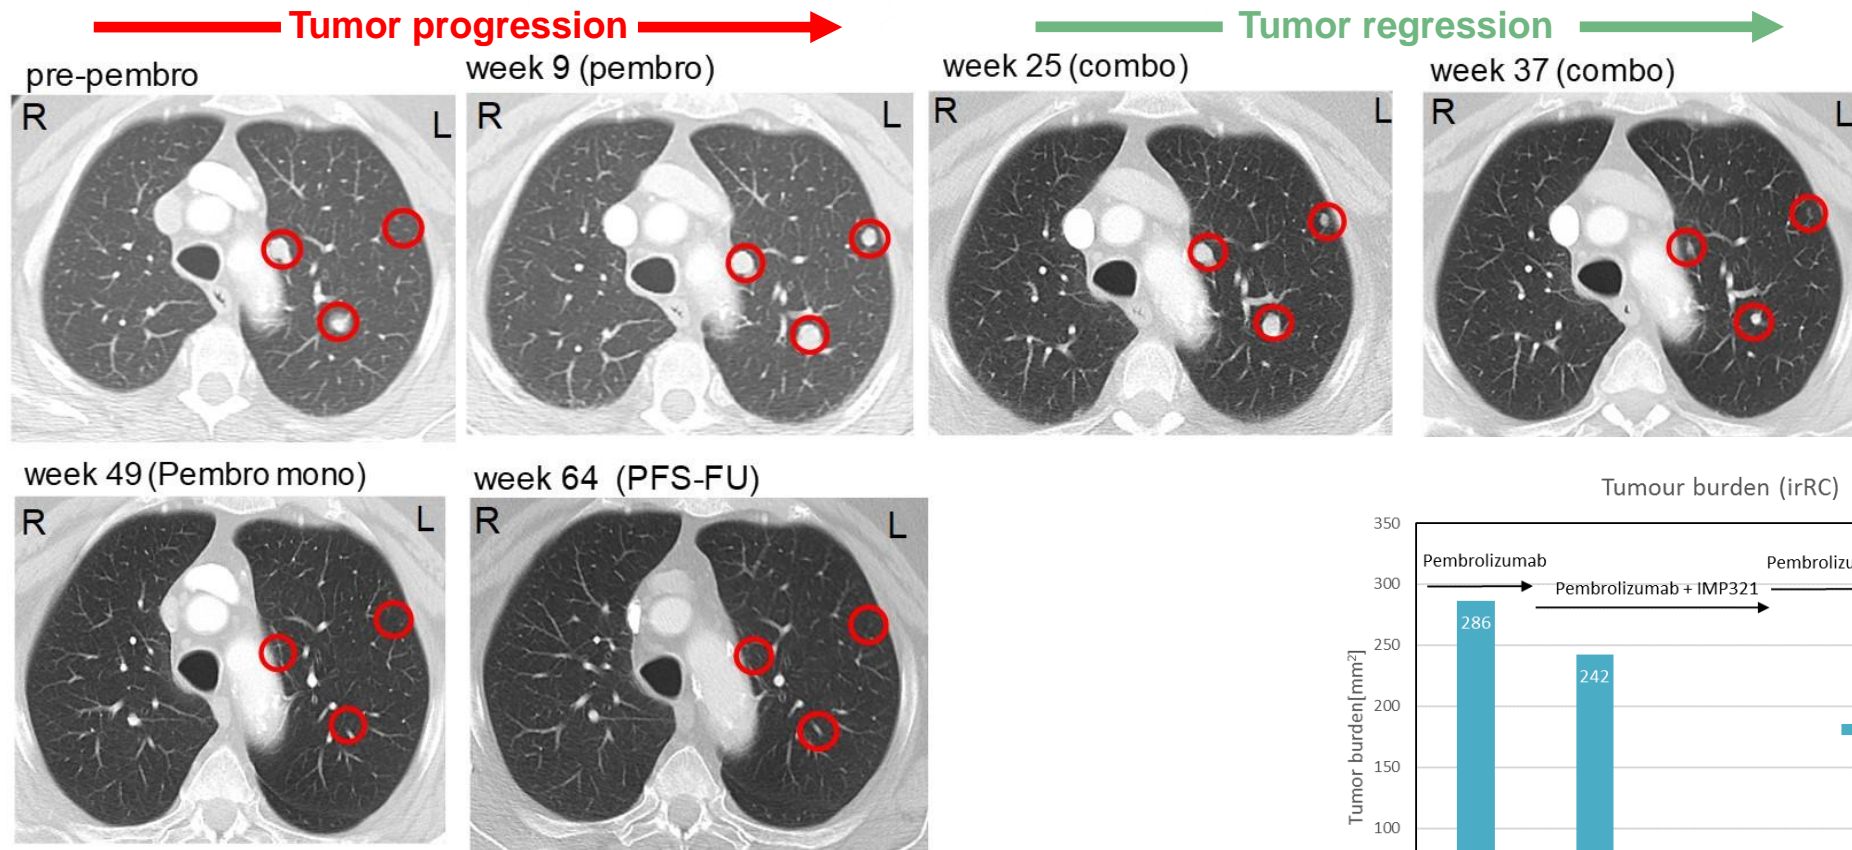 Tumor progression
Tumor regression
pre-pembro
week 9 (pembro)
week 25 (combo)
week 37 (combo)
R
L
R
L
R
L
R
L
week 49 (Pembro mono)
week 64 (PFS-FU)
R
L
R
L
Tumour burden (irRC)
350
300
250
200
150
100
Tumor burden[mm²]
Pembrolizumab
Pembrolizumab + IMP321
Pembrolizu
286
242